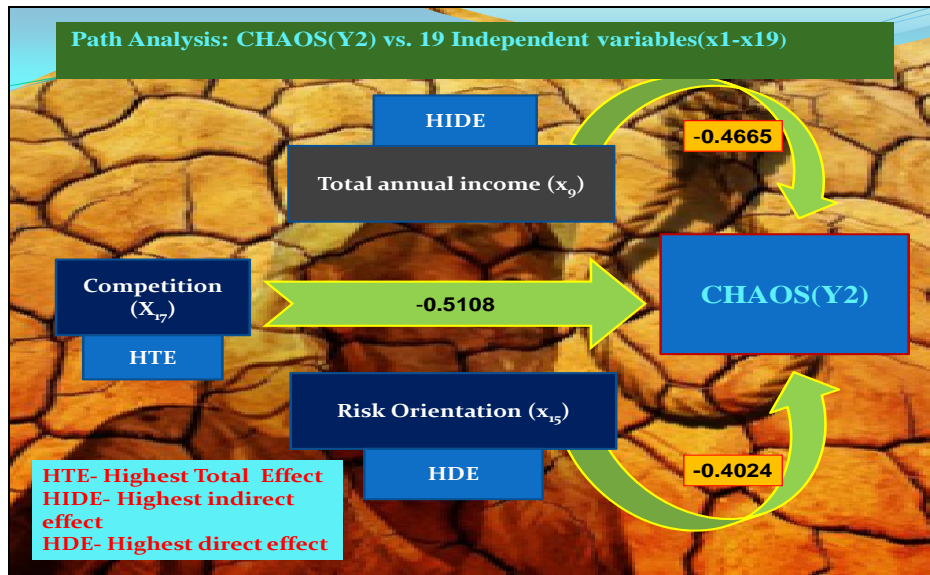 Path Analysis: CHAOS(Y2) vs. 19 Independent variables(x1-x19)
HIDE
-0.4665
Total annual income (x₉)
Competition
(X₁₇)
-0.5108
CHAOS(Y2)
HTE
Risk Orientation (x₁₅)
HDE
-0.4024
HTE- Highest Total Effect
HIDE- Highest indirect
effect
HDE- Highest direct effect